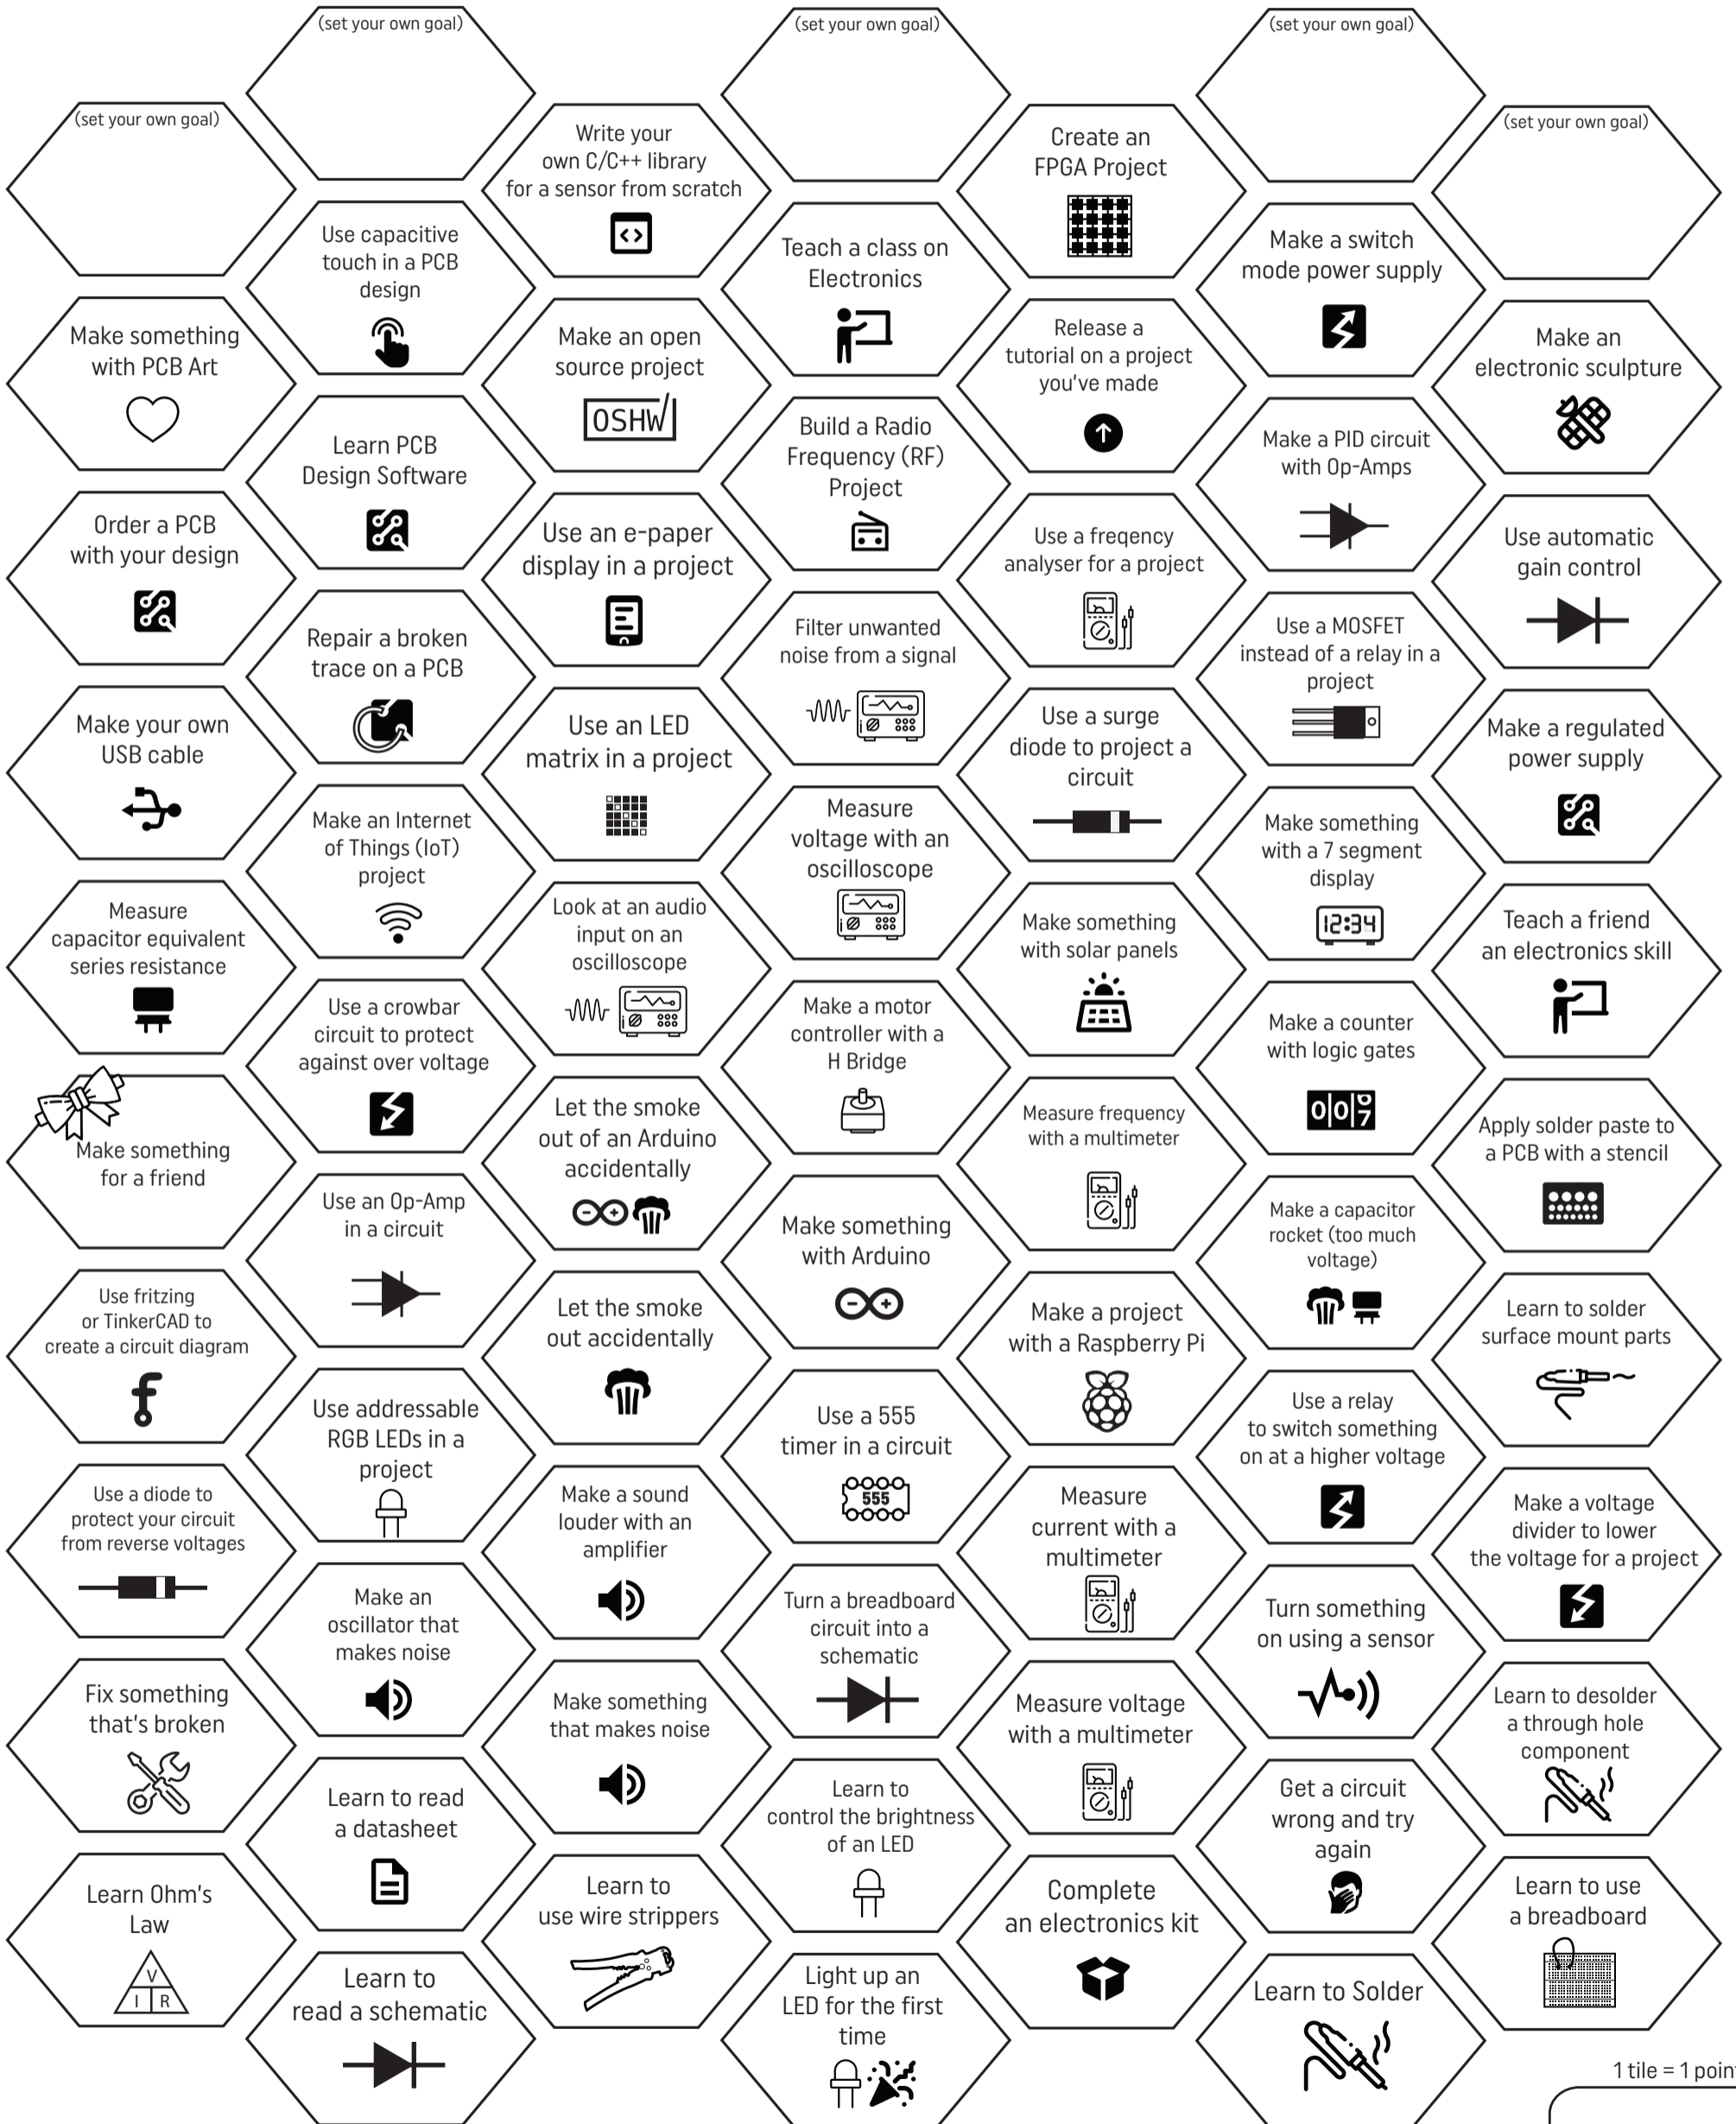 (set your own goal)
(set your own goal)
(set your own goal)
(set your own goal)
(set your own goal)
Write your
own C/C++ library
for a sensor from scratch
Create an
FPGA Project
Use capacitive
touch in a PCB
design
Teach a class on
Electronics
Make a switch
mode power supply
Make something
with PCB Art
Make an open
source project
OSHW
Release a
tutorial on a project
you've made
Make an
electronic sculpture
Learn PCB
Design Software
Build a Radio
Frequency (RF)
Project
Make a PID circuit
with Op-Amps
Order a PCB
with your design
Use an e-paper
display in a project
Use a freqency
analyser for a project
Use automatic
gain control
Repair a broken
trace on a PCB
Filter unwanted
noise from a signal
Use a MOSFET
instead of a relay in a
project
Make your own
USB cable
Use an LED
matrix in a project
Use a surge
diode to project a
circuit
Make a regulated
power supply
Make an Internet
of Things (IoT)
project
Measure
voltage with an
oscilloscope
Make something
with a 7 segment
display
12:34
Measure
capacitor equivalent
series resistance
Look at an audio
input on an
oscilloscope
Make something
with solar panels
Teach a friend
an electronics skill
Use a crowbar
circuit to protect
against over voltage
Make a motor
controller with a
H Bridge
Make a counter
with logic gates
007
Make something
for a friend
Let the smoke
out of an Arduino
accidentally
Measure frequency
with a multimeter
Apply solder paste to
a PCB with a stencil
Use an Op-Amp
in a circuit
Make something
with Arduino
Make a capacitor
rocket (too much
voltage)
Use fritzing
or TinkerCAD to
create a circuit diagram
f
Let the smoke
out accidentally
Make a project
with a Raspberry Pi
Learn to solder
surface mount parts
Use addressable
RGB LEDs in a
project
Use a 555
timer in a circuit
555
Use a relay
to switch something
on at a higher voltage
Use a diode to
protect your circuit
from reverse voltages
Make a sound
louder with an
amplifier
Measure
current with a
multimeter
Make a voltage
divider to lower
the voltage for a project
Make an
oscillator that
makes noise
Turn a breadboard
circuit into a
schematic
Turn something
on using a sensor
Fix something
that's broken
Make something
that makes noise
Measure voltage
with a multimeter
Learn to desolder
a through hole
component
Learn to read
a datasheet
Learn to
control the brightness
of an LED
Get a circuit
wrong and try
again
Learn Ohm's
Law
V
I R
Learn to
use wire strippers
Complete
an electronics kit
Learn to use
a breadboard
Learn to
read a schematic
Light up an
LED for the first
time
Learn to Solder
1 tile = 1 point